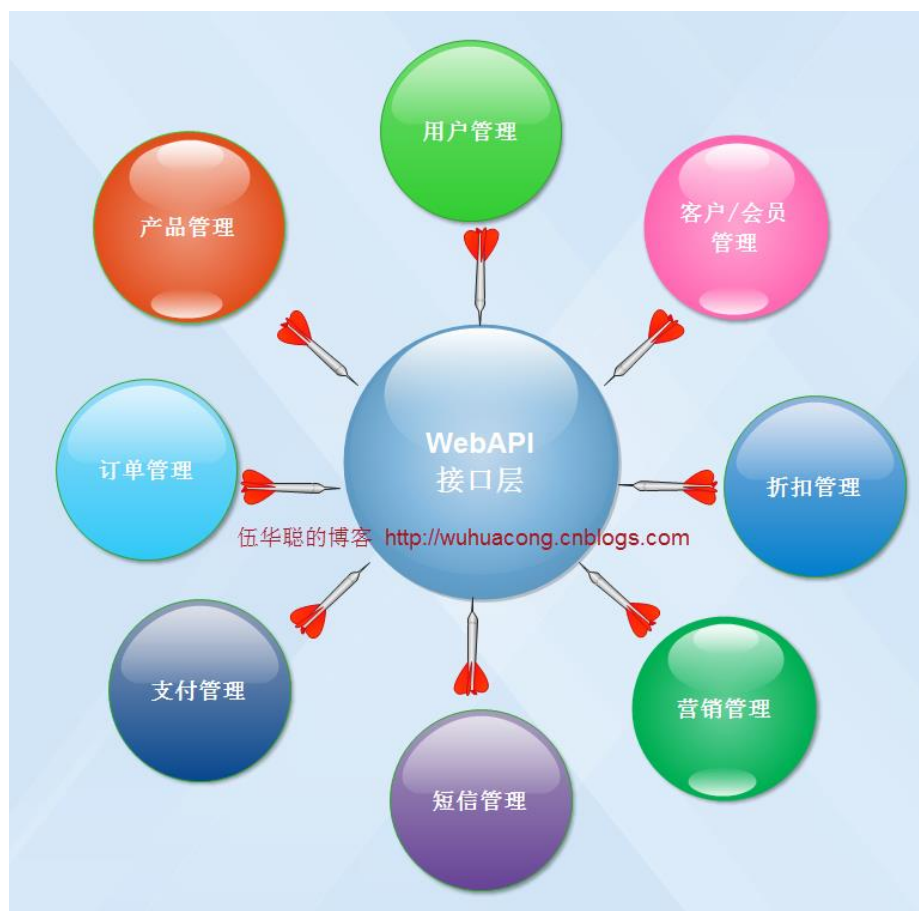 用户管理
产品管理
客户/会员
管理
WebAPI
接口层
订单管理
折扣管理
伍华聪的博客 http://wuhuacong.cnblogs.com
支付管理
营销管理
短信管理